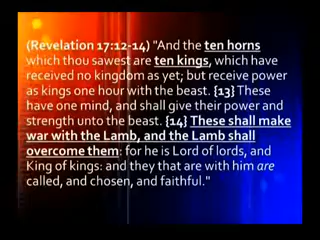 (Revelation 17:12-14) "And the ten horns
which thou sawest are ten kings, which have
received no kingdom as yet; but receive power
as kings one hour with the beast. {13} These
have one mind, and shall give their power and
strength unto the beast. {14} These shall make
war with the Lamb, and the Lamb shall
overcome them: for he is Lord of lords, and
King of kings: and they that are with him are
called, and chosen, and faithful."